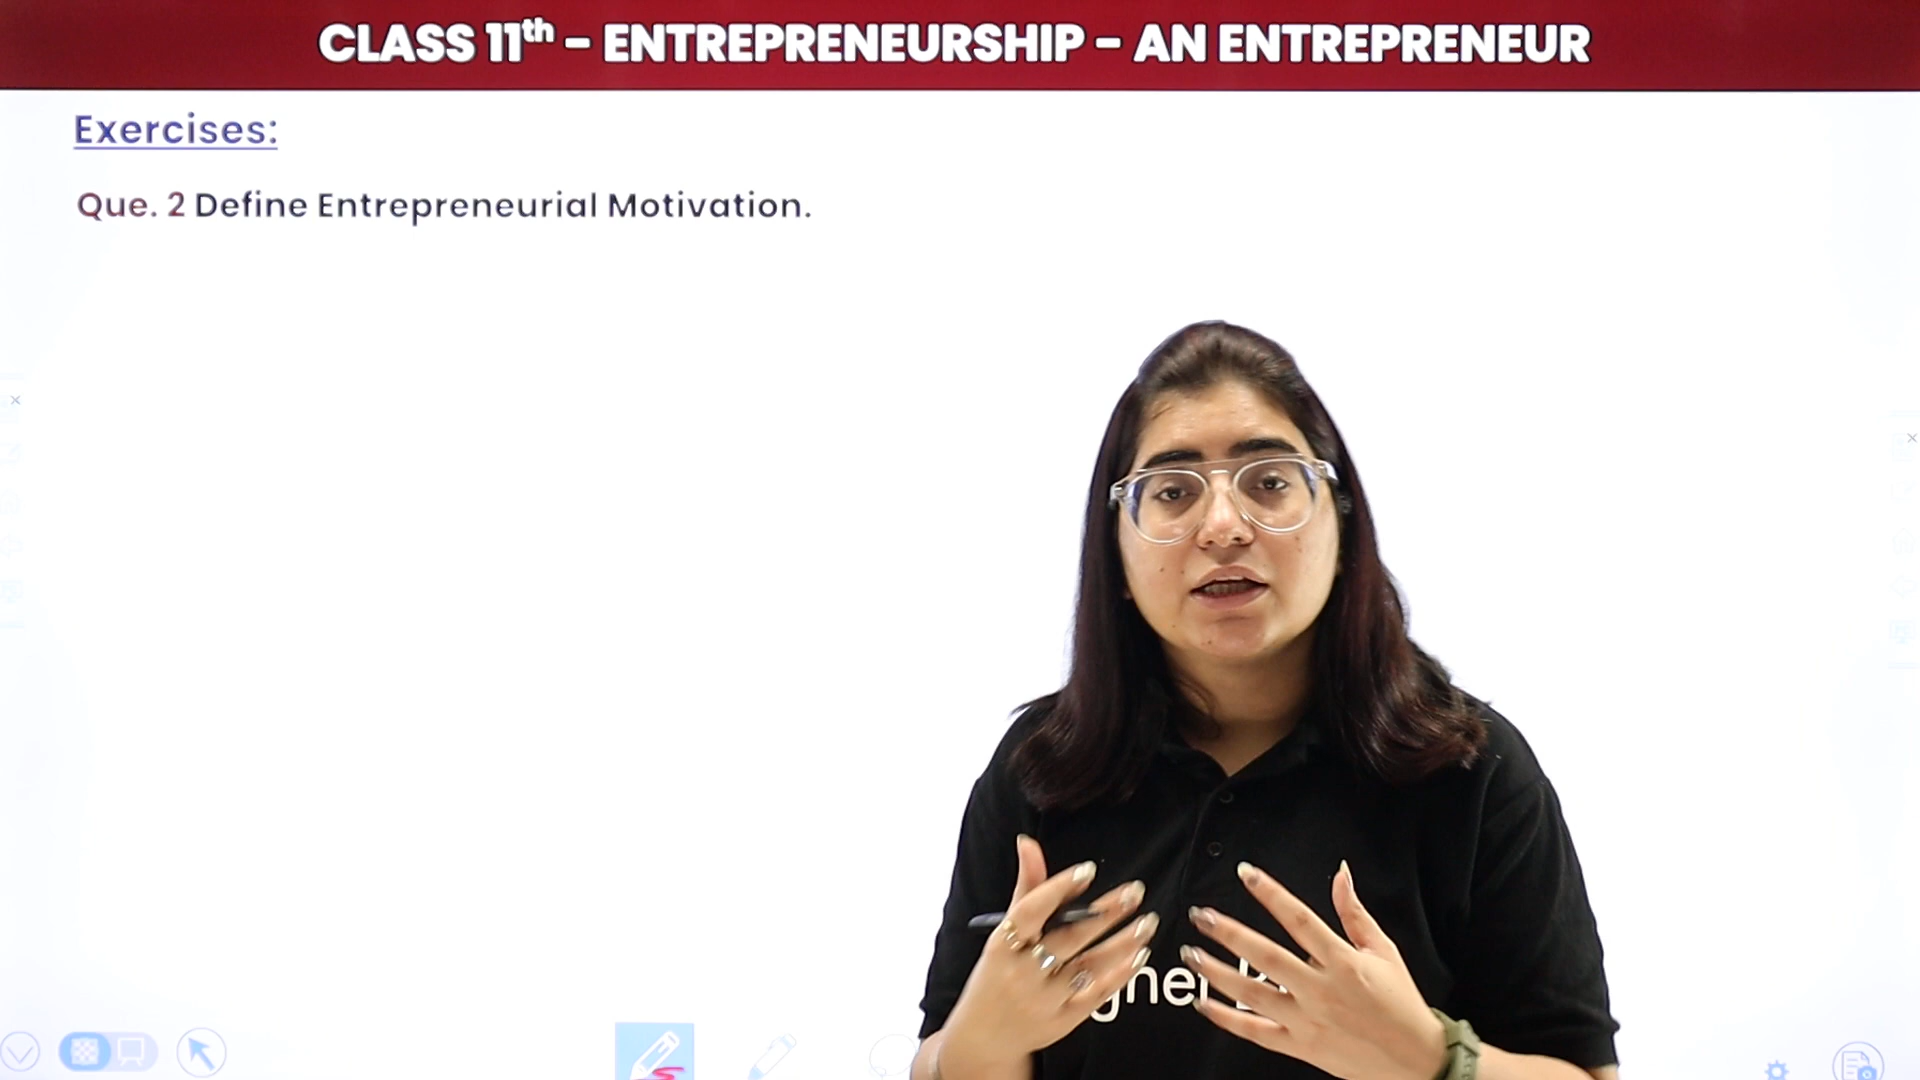 CLASS 11th - ENTREPRENEURSHIP - AN ENTREPRENEUR
Exercises:
Que. 2 Define Entrepreneurial Motivation.